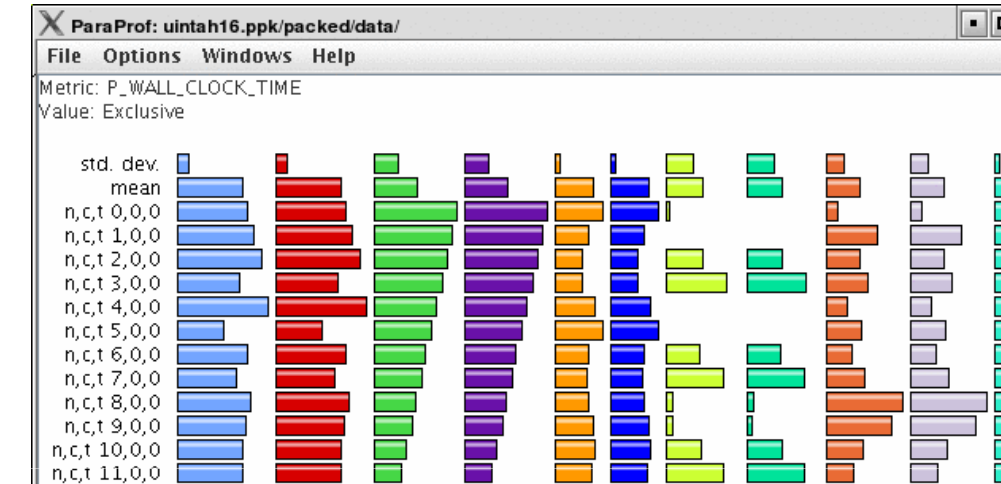 ParaProf: uintah16.ppk/packed/data/
File Options Windows Help
Metric: P_WALL_CLOCK_TIME
Value: Exclusive
std. dev.
mean
n,c,t 0,0,0
n,c,t 1,0,0
n,c,t 2,0,0
n,c,t 3,0,0
n,c,t 4,0,0
n,c,t 5,0,0
n,c,t 6,0,0
n,c,t 7,0,0
n,c,t 8,0,0
n,c,t 9,0,0
n,c,t 10,0,0
n,c,t 11,0,0